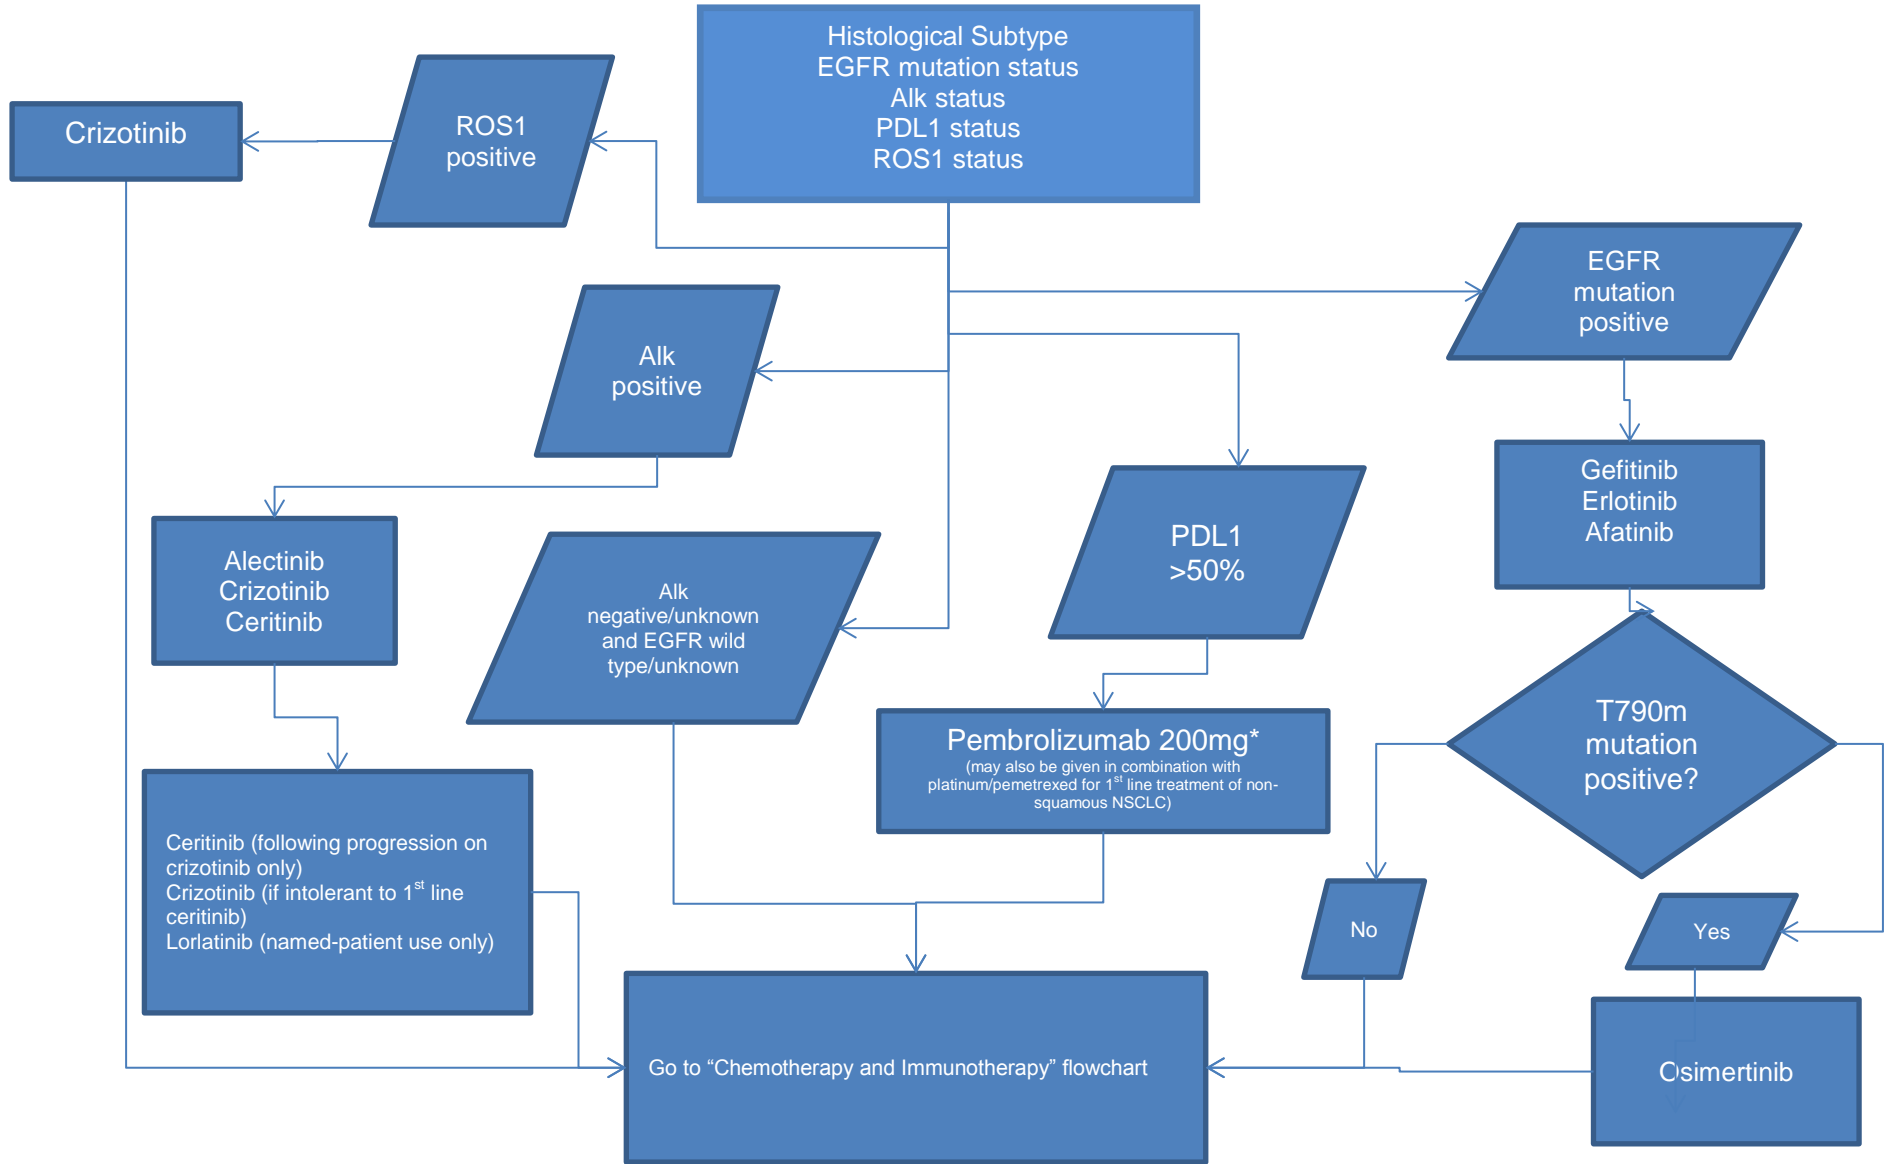 Histological Subtype
EGFR mutation status
Alk status
PDL1 status
ROS1 status
Crizotinib
ROS1
positive
EGFR
mutation
positive
Alk
positive
Gefitinib
Erlotinib
Afatinib
PDL1
>50%
Alectinib
Crizotinib
Ceritinib
Alk
negative/unknown
and EGFR wild
type/unknown
T790m
mutation
positive?
Pembrolizumab 200mg*
(may also be given in combination with
platinum/pemetrexed for 1st line treatment of non-
squamous NSCLC)
Ceritinib (following progression on
crizotinib only)
Crizotinib (if intolerant to 1st line
ceritinib)
Lorlatinib (named-patient use only)
No
Yes
Go to “Chemotherapy and Immunotherapy” flowchart
Osimertinib